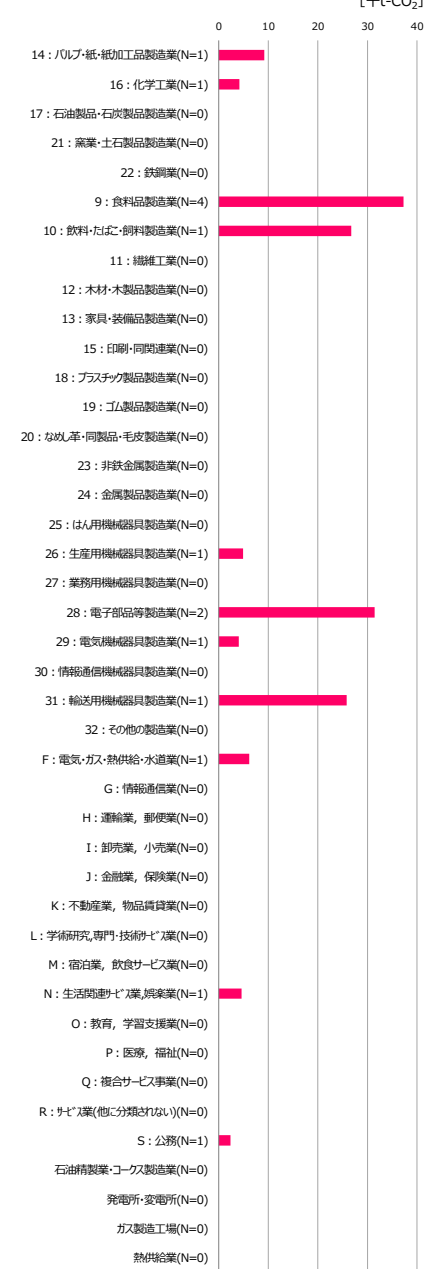 [千t-CO₂]
0 10 20 30 40
14：パルプ・紙・紙加工品製造業(N=1)
16：化学工業(N=1)
17：石油製品・石炭製品製造業(N=0)
21：窯業・土石製品製造業(N=0)
22：鉄鋼業(N=0)
9：食料品製造業(N=4)
10：飲料・たばこ・飼料製造業(N=1)
11：繊維工業(N=0)
12：木材・木製品製造業(N=0)
13：家具・装備品製造業(N=0)
15：印刷・同関連業(N=0)
18：プラスチック製品製造業(N=0)
19：ゴム製品製造業(N=0)
20：なめし革・同製品・毛皮製造業(N=0)
23：非鉄金属製造業(N=0)
24：金属製品製造業(N=0)
25：はん用機械器具製造業(N=0)
26：生産用機械器具製造業(N=1)
27：業務用機械器具製造業(N=0)
28：電子部品等製造業(N=2)
29：電気機械器具製造業(N=1)
30：情報通信機械器具製造業(N=0)
31：輸送用機械器具製造業(N=1)
32：その他の製造業(N=0)
F：電気・ガス・熱供給・水道業(N=1)
G：情報通信業(N=0)
H：運輸業，郵便業(N=0)
I：卸売業，小売業(N=0)
J：金融業，保険業(N=0)
K：不動産業，物品賃貸業(N=0)
L：学術研究,専門・技術ｻｰﾋﾞｽ業(N=0)
M：宿泊業，飲食サービス業(N=0)
N：生活関連ｻｰﾋﾞｽ業,娯楽業(N=1)
O：教育，学習支援業(N=0)
P：医療，福祉(N=0)
Q：複合サービス事業(N=0)
R：ｻｰﾋﾞｽ業(他に分類されない)(N=0)
S：公務(N=1)
石油精製業・コークス製造業(N=0)
発電所・変電所(N=0)
ガス製造工場(N=0)
熱供給業(N=0)